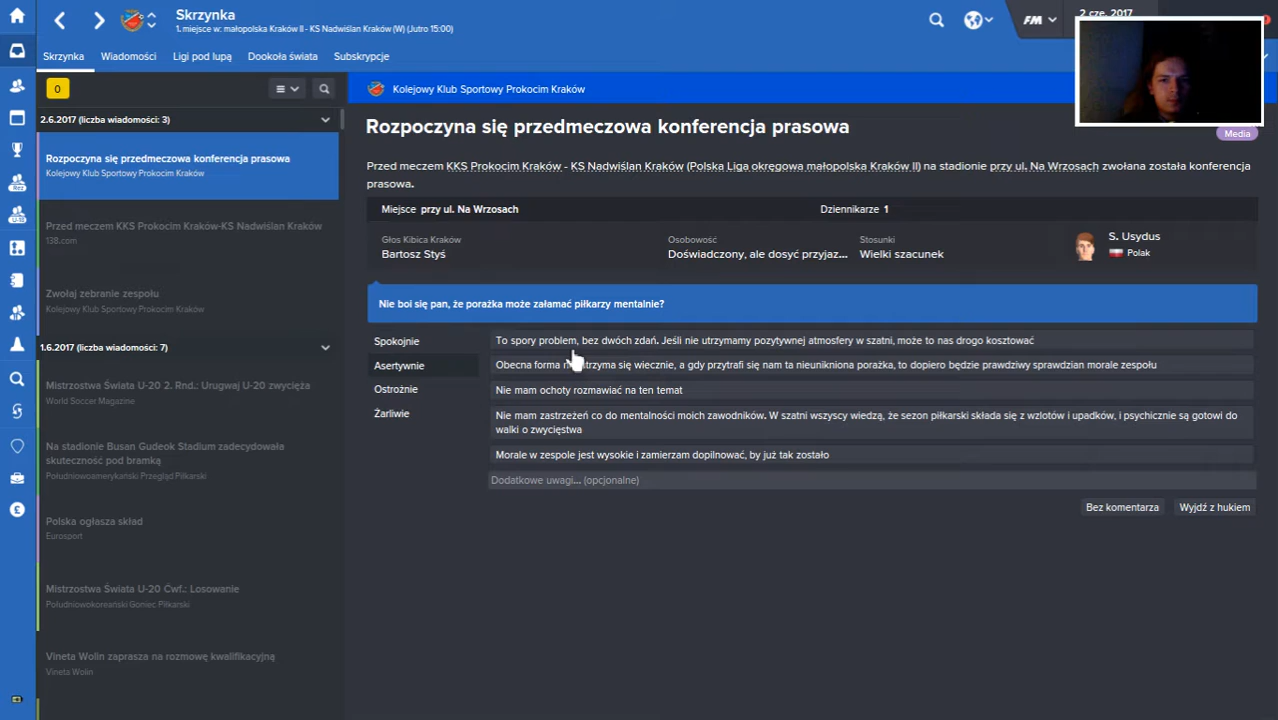 Skrzynka
1. miejsce w: małopolska Kraków II - KS Nadwiślan Kraków (W) (Jutro 15:00)
FM
2 cze. 2017
Skrzynka
Wiadomości
Ligi pod lupą
Dookoła świata
Subskrypcje
0
Kolejowy Klub Sportowy Prokocim Kraków
2.6.2017 (liczba wiadomości: 3)
Rozpoczyna się przedmeczowa konferencja prasowa
Kolejowy Klub Sportowy Prokocim Kraków
Przed meczem KKS Prokocim Kraków-KS Nadwiślan Kraków
138.com
Zwołaj zebranie zespołu
Kolejowy Klub Sportowy Prokocim Kraków
1.6.2017 (liczba wiadomości: 7)
Mistrzostwa Świata U-20 2. Rnd.: Urugwaj U-20 zwycięża
World Soccer Magazine
Na stadionie Busan Gudeok Stadium zadecydowała
skuteczność pod bramką
Południowoamerykański Przegląd Piłkarski
Polska ogłasza skład
Eurosport
Mistrzostwa Świata U-20 Ćwf.: Losowanie
Południowokoreański Goniec Piłkarski
Vineta Wolin zaprasza na rozmowę kwalifikacyjną
Vineta Wolin
Rozpoczyna się przedmeczowa konferencja prasowa
Media
Przed meczem KKS Prokocim Kraków - KS Nadwiślan Kraków (Polska Liga okręgowa małopolska Kraków II) na stadionie przy ul. Na Wrzosach zwołana została konferencja
prasowa.
Miejsce przy ul. Na Wrzosach
Dziennikarze 1
Głos Kibica Kraków
Bartosz Styś
Osobowość
Doświadczony, ale dosyć przyjaz...
Stosunki
Wielki szacunek
S. Usydus
Polak
Nie boi się pan, że porażka może załamać piłkarzy mentalnie?
Spokojnie
Asertywnie
Ostrożnie
Żarliwie
To spory problem, bez dwóch zdań. Jeśli nie utrzymamy pozytywnej atmosfery w szatni, może to nas drogo kosztować
Obecna forma utrzyma się wiecznie, a gdy przytrafi się nam ta nieunikniona porażka, to dopiero będzie prawdziwy sprawdzian morale zespołu
Nie mam ochoty rozmawiać na ten temat
Nie mam zastrzeżeń co do mentalności moich zawodników. W szatni wszyscy wiedzą, że sezon piłkarski składa się z wzlotów i upadków, i psychicznie są gotowi do
walki o zwycięstwa
Morale w zespole jest wysokie i zamierzam dopilnować, by już tak zostało
Dodatkowe uwagi... (opcjonalne)
Bez komentarza
Wyjdź z hukiem